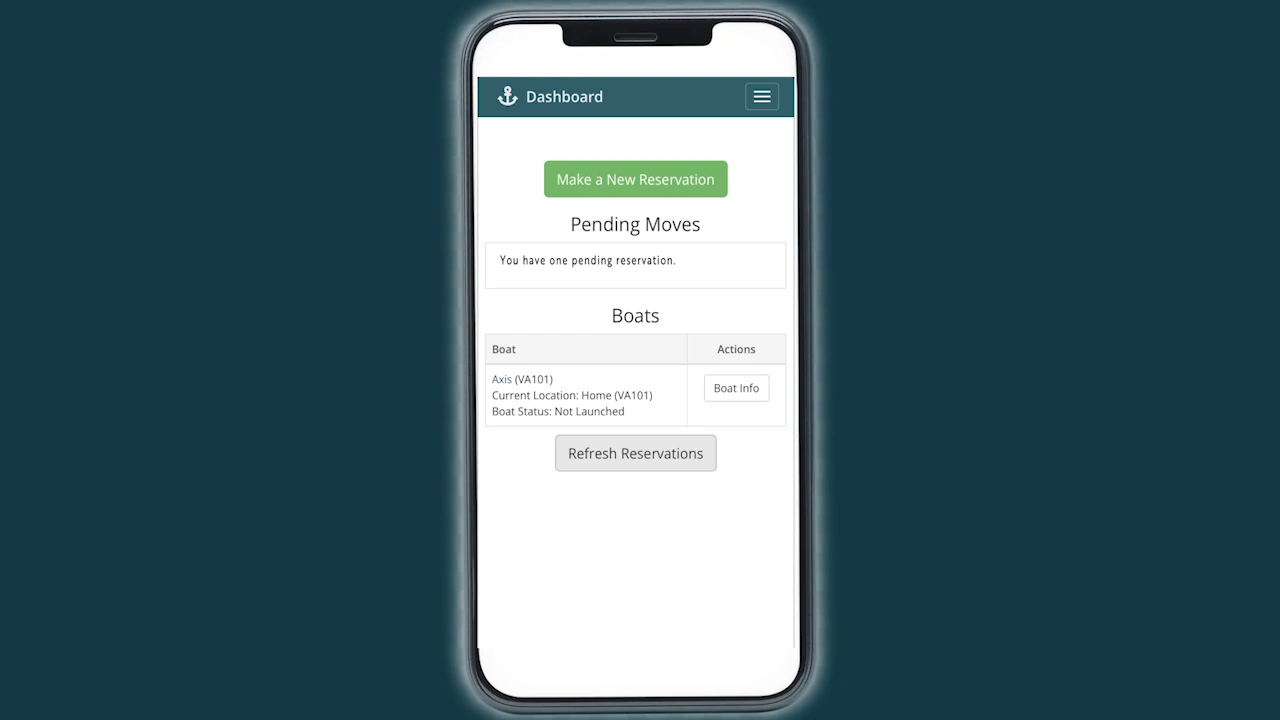 Dashboard
Make a New Reservation
Pending Moves
You have one pending reservation.
Boats
Boat Actions
Axis (VA101) Boat Info
Current Location: Home (VA101)
Boat Status: Not Launched
Refresh Reservations